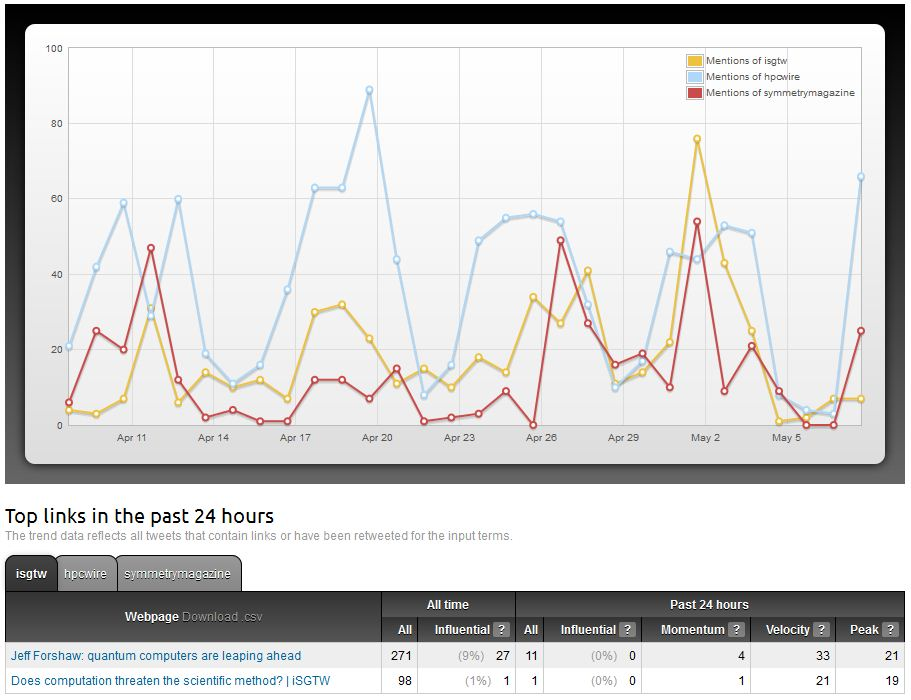 100
Mentions of isgtw
Mentions of hpcwire
Mentions of symmetrymagazine
80
60
40
20
0
Apr 11 Apr 14 Apr 17 Apr 20 Apr 23 Apr 26 Apr 29 May 2 May 5
Top links in the past 24 hours
The trend data reflects all tweets that contain links or have been retweeted for the input terms.
isgtw hpcwire symmetrymagazine
Webpage Download .csv All time Past 24 hours
All Influential ? All Influential ? Momentum ? Velocity ? Peak ?
Jeff Forshaw: quantum computers are leaping ahead 271 (9%) 27 11 (0%) 0 4 33 21
Does computation threaten the scientific method? | iSGTW 98 (1%) 1 1 (0%) 0 1 21 19